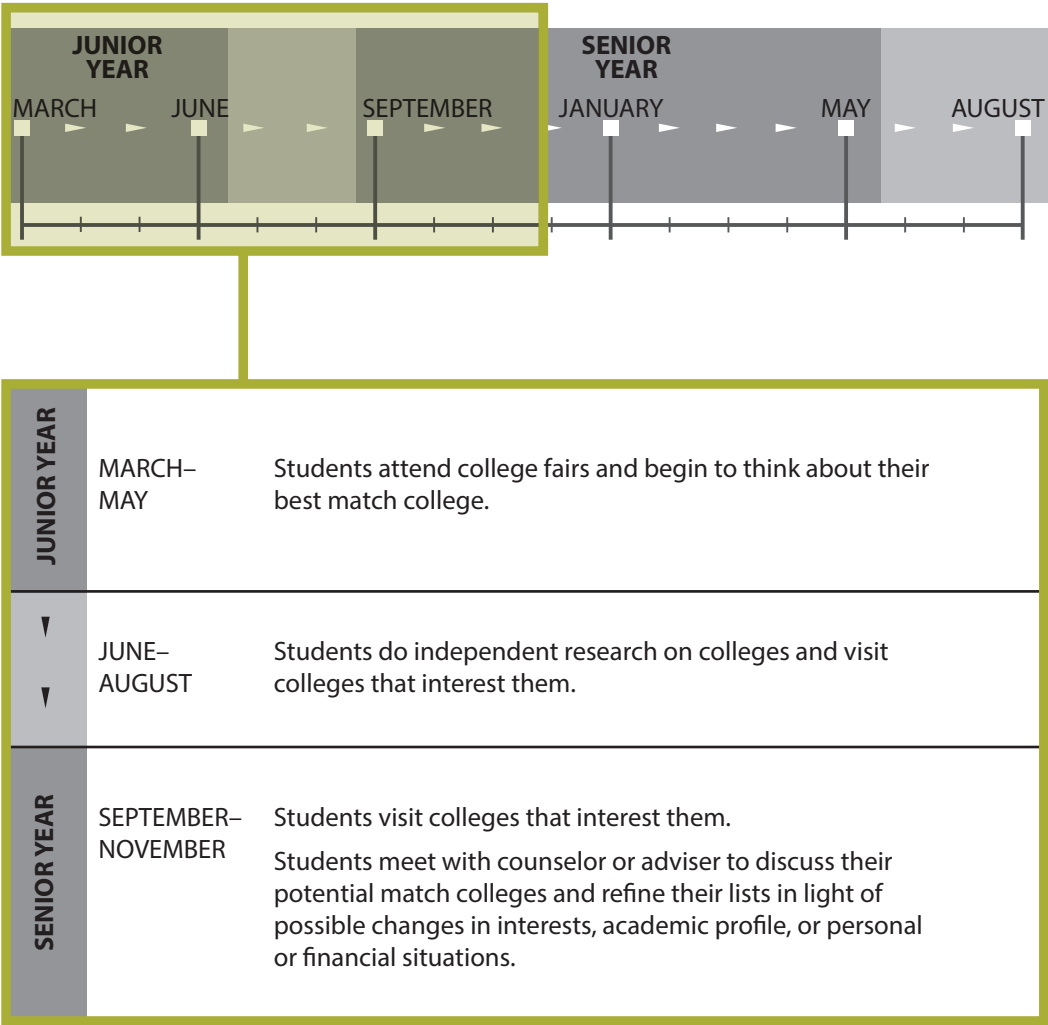 JUNIOR
YEAR
SENIOR
YEAR
MARCH
JUNE
SEPTEMBER
JANUARY
MAY
AUGUST
JUNIOR YEAR
MARCH–
MAY
Students attend college fairs and begin to think about their
best match college.
JUNE–
AUGUST
Students do independent research on colleges and visit
colleges that interest them.
SENIOR YEAR
SEPTEMBER–
NOVEMBER
Students visit colleges that interest them.
Students meet with counselor or adviser to discuss their
potential match colleges and refine their lists in light of
possible changes in interests, academic profile, or personal
or financial situations.